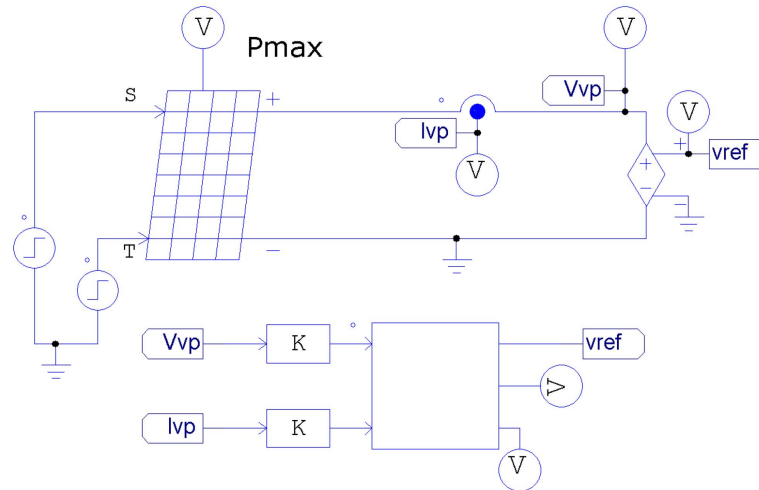 V
Pmax
V
S
+
Vvp
V
Ivp
+
vref
V
+
−
−
T
−
Vvp
K
vref
V
Ivp
K
V